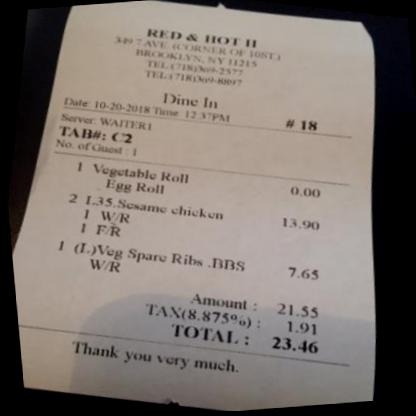 RED & HOT II
349 7 AVE. (CORNER OF 10ST.)
BROOKLYN, NY 11215
TEL:(718)369-2577
TEL:(718)369-8897
Dine In
Date: 10-20-2018 Time: 12:37PM # 18
Server: WAITER1
TAB#: C2
No. of Guest : 1
1 Vegetable Roll 0.00
Egg Roll
2 L35.Sesame chicken 13.90
1 W/R
1 F/R
1 (L)Veg Spare Ribs .BBS 7.65
W/R
Amount : 21.55
TAX(8.875%) : 1.91
TOTAL : 23.46
Thank you very much.